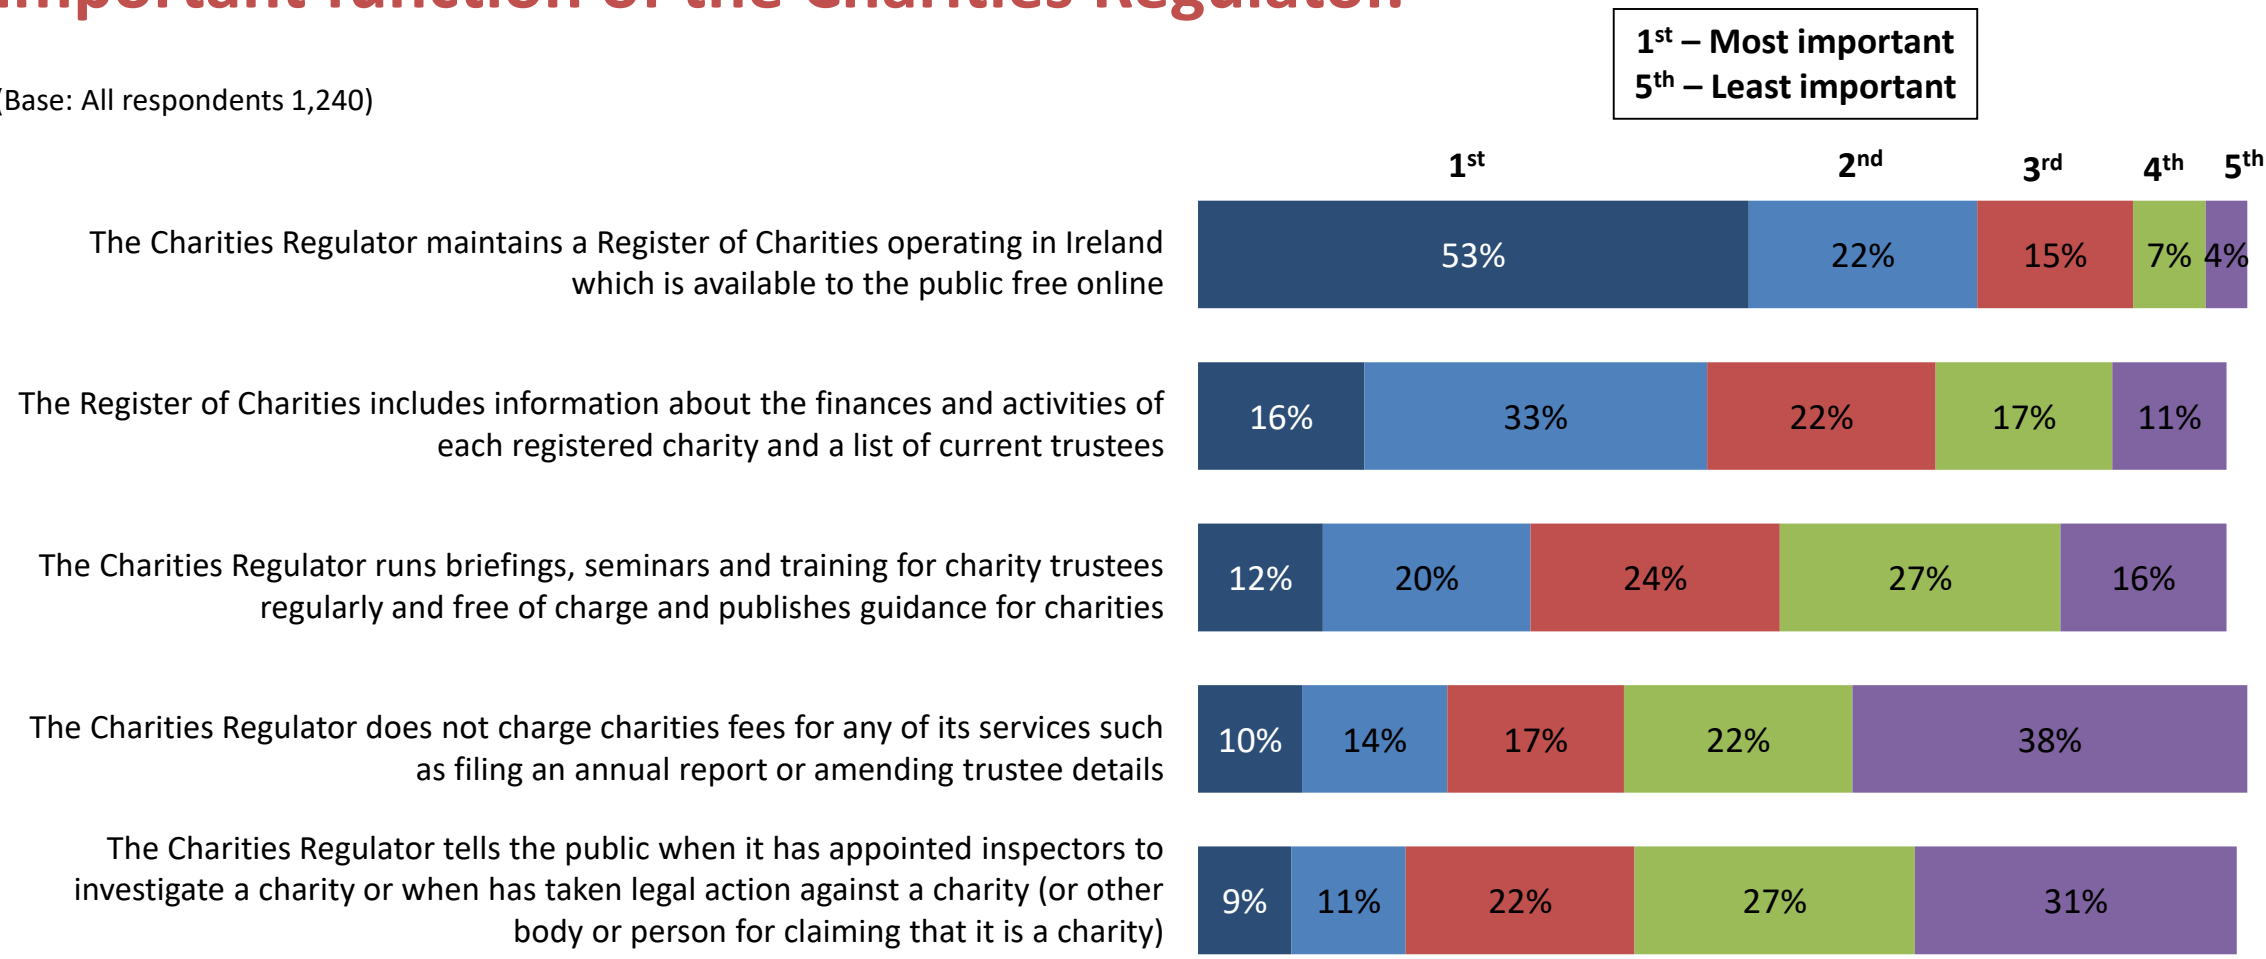 important function of the Charities Regulator.
1st – Most important
5th – Least important
(Base: All respondents 1,240)
1st 2nd 3rd 4th 5th
The Charities Regulator maintains a Register of Charities operating in Ireland
which is available to the public free online
53% 22% 15% 7% 4%
The Register of Charities includes information about the finances and activities of
each registered charity and a list of current trustees
16% 33% 22% 17% 11%
The Charities Regulator runs briefings, seminars and training for charity trustees
regularly and free of charge and publishes guidance for charities
12% 20% 24% 27% 16%
The Charities Regulator does not charge charities fees for any of its services such
as filing an annual report or amending trustee details
10% 14% 17% 22% 38%
The Charities Regulator tells the public when it has appointed inspectors to
investigate a charity or when has taken legal action against a charity (or other
body or person for claiming that it is a charity)
9% 11% 22% 27% 31%